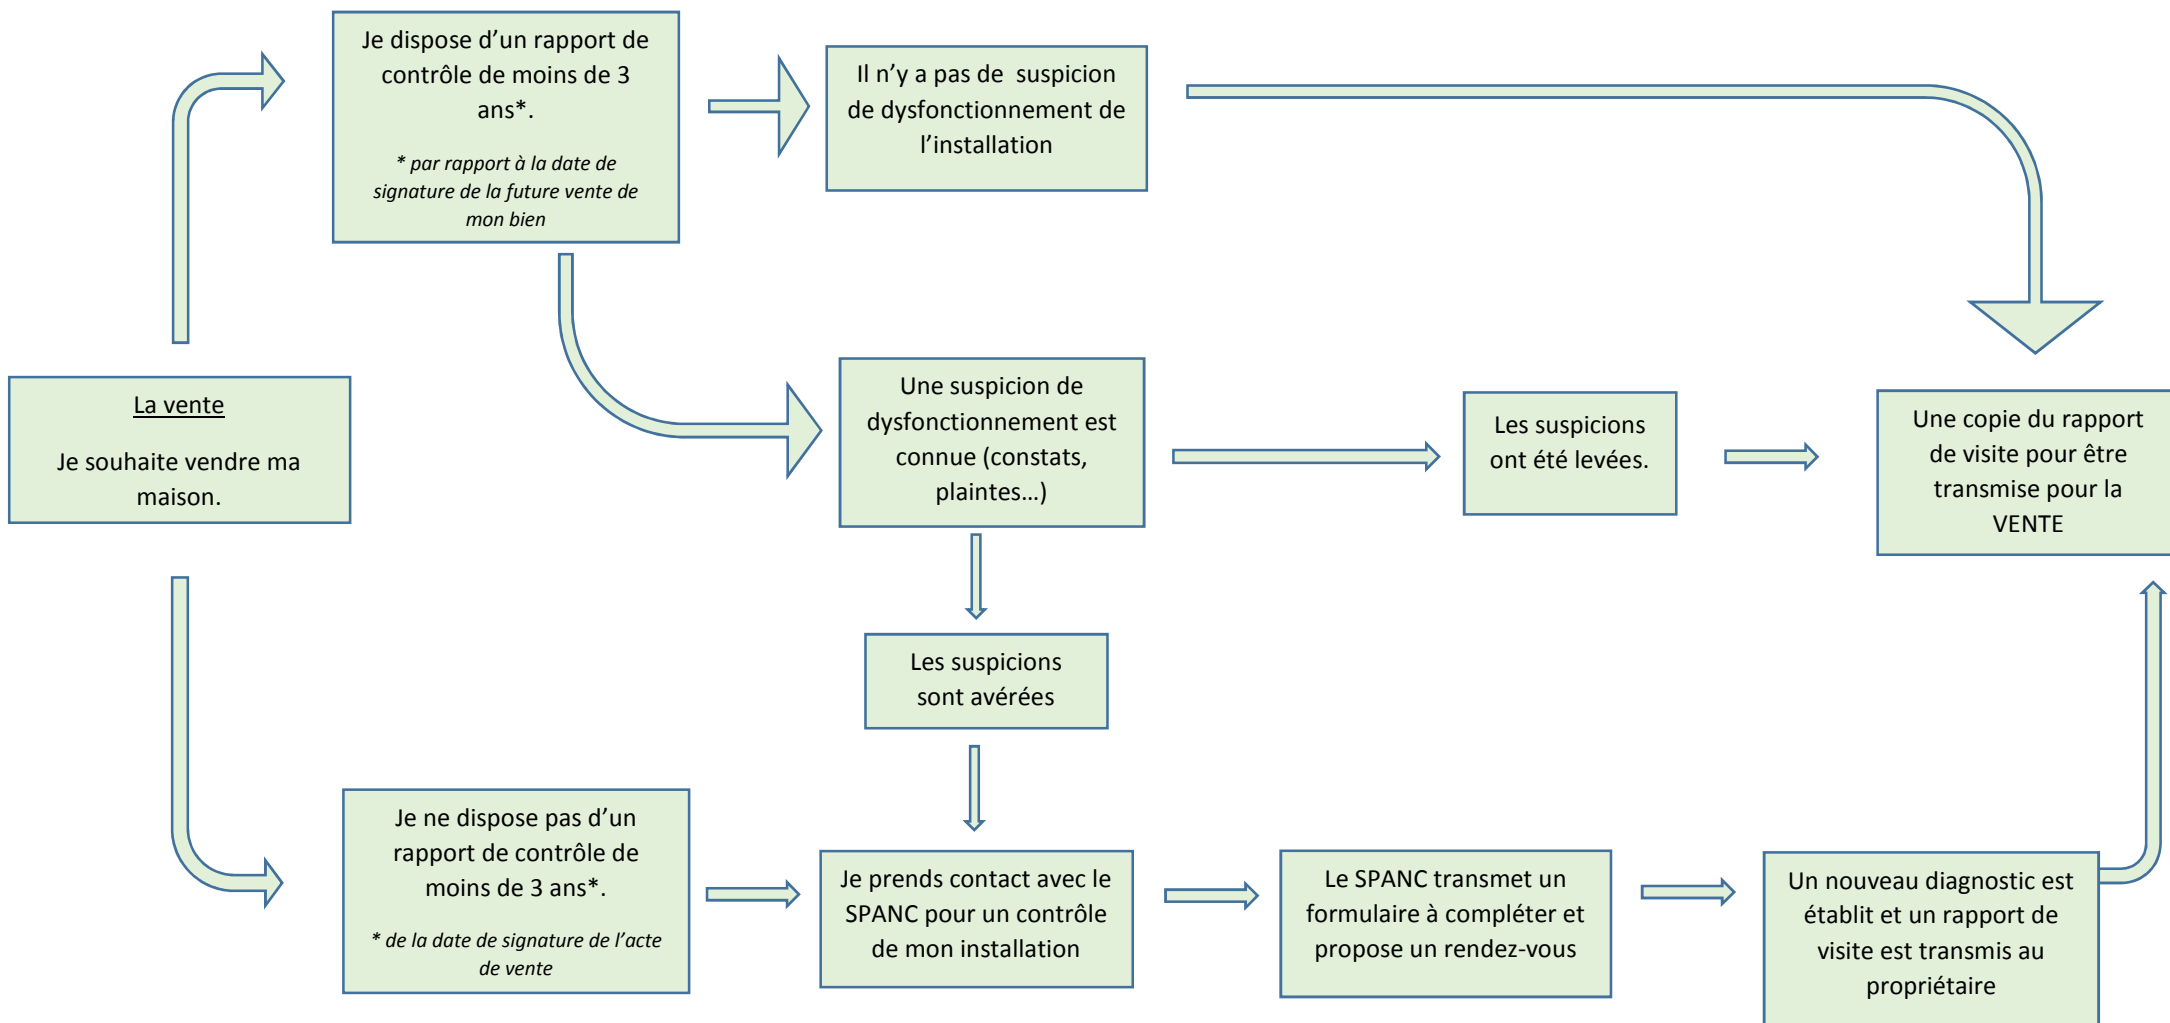 Je dispose d'un rapport de
contrôle de moins de 3
ans*.
* par rapport à la date de
signature de la future vente de
mon bien
Il n'y a pas de  suspicion
de dysfonctionnement de
l'installation
La vente
Je souhaite vendre ma
maison.
Une suspicion de
dysfonctionnement est
connue (constats,
plaintes…)
Les suspicions
ont été levées.
Une copie du rapport
de visite pour être
transmise pour la
VENTE
Les suspicions
sont avérées
Je ne dispose pas d'un
rapport de contrôle de
moins de 3 ans*.
* de la date de signature de l'acte
de vente
Je prends contact avec le
SPANC pour un contrôle
de mon installation
Le SPANC transmet un
formulaire à compléter et
propose un rendez-vous
Un nouveau diagnostic est
établit et un rapport de
visite est transmis au
propriétaire